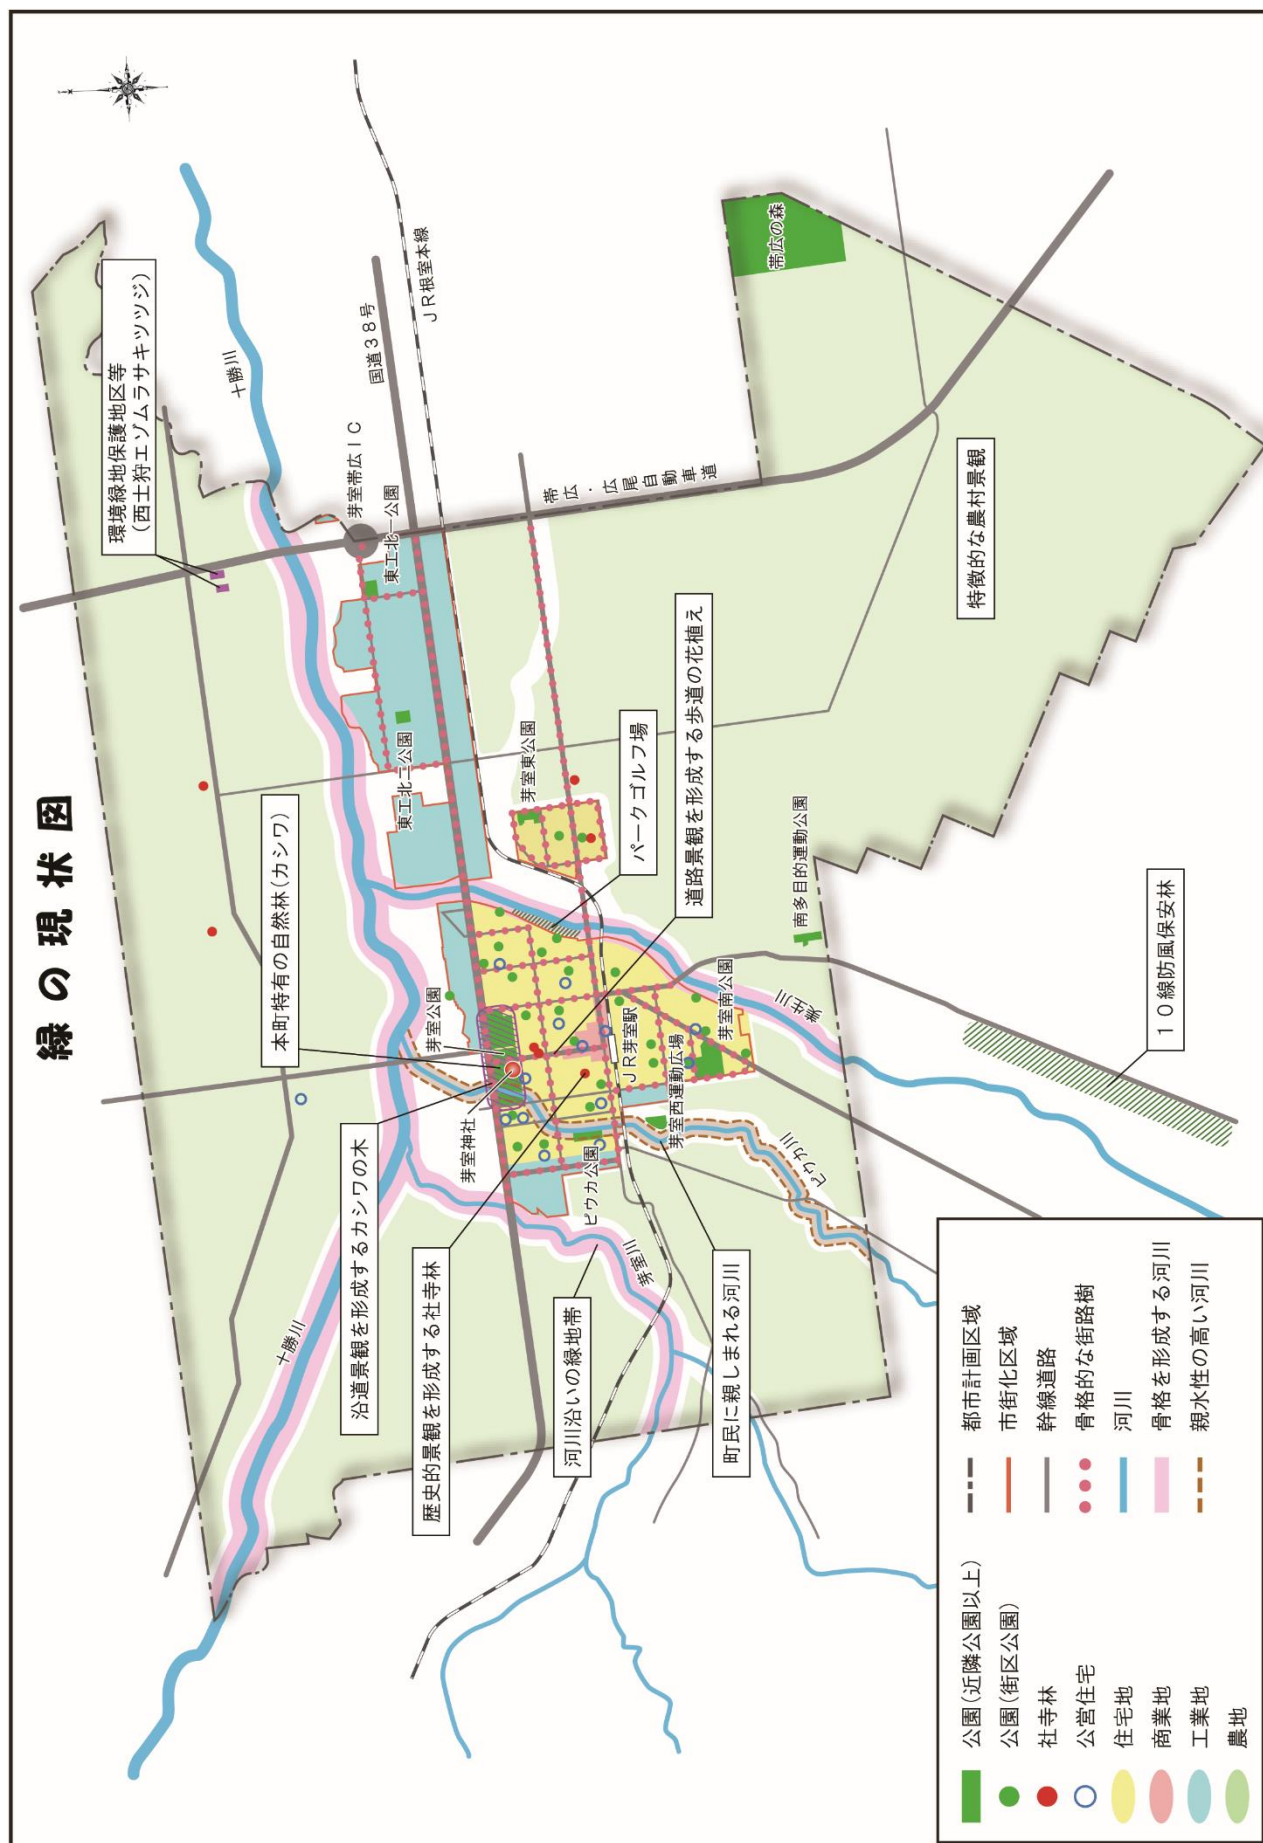 緑の現状図
環境緑地保護地区等
(西士狩エゾムラサキツツジ)
十勝川
芽室帯広IC
国道38号
JR根室本線
東工北一公園
帯広・広尾自動車道
帯広の森
特徴的な農村景観
東工北二公園
芽室東公園
パークゴルフ場
道路景観を形成する歩道の花植え
本町特有の自然林(カシワ)
芽室公園
芽室神社
沿道景観を形成するカシワの木
歴史的景観を形成する社寺林
十勝川
JR芽室駅
芽室南公園
南多目的運動公園
美生川
10線防風保安林
芽室西運動広場
ピウカ川
ピウカ公園
芽室川
河川沿いの緑地帯
町民に親しまれる河川
公園(近隣公園以上)
公園(街区公園)
社寺林
公営住宅
住宅地
商業地
工業地
農地
都市計画区域
市街化区域
幹線道路
骨格的な街路樹
河川
骨格を形成する河川
親水性の高い河川